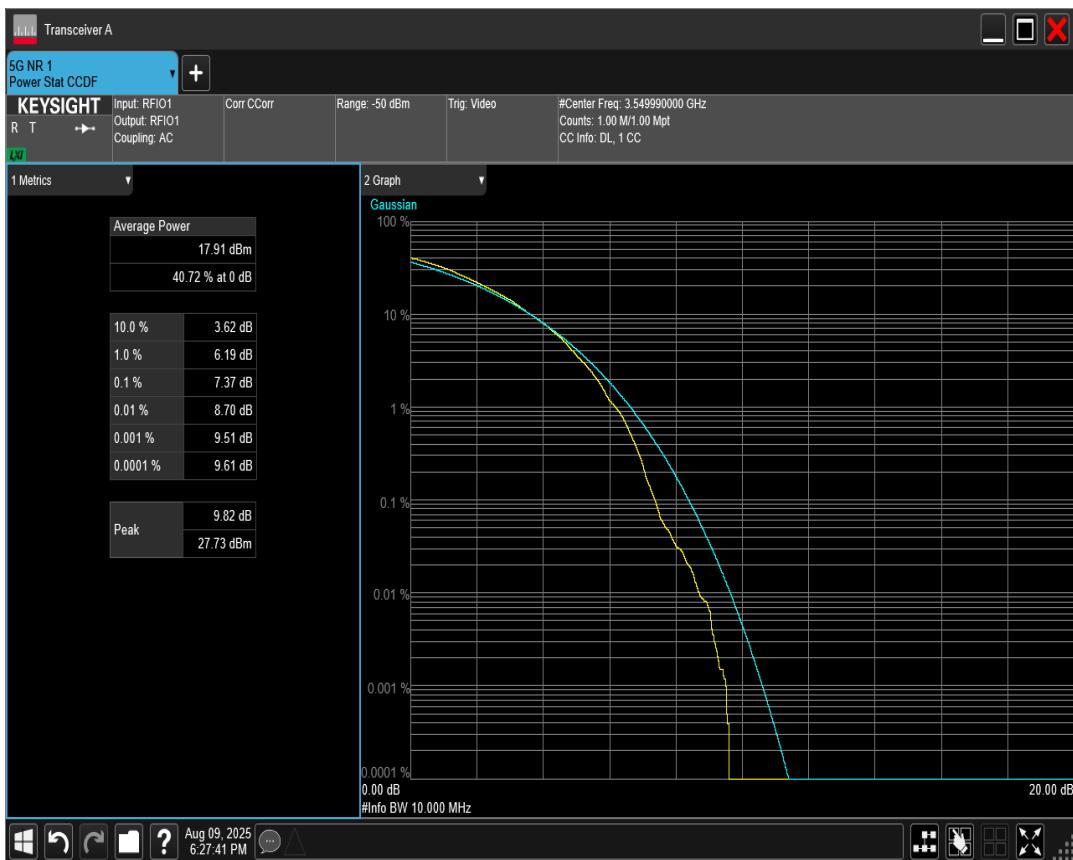 Transceiver A
5G NR 1
Power Stat CCDF
+
KEYSIGHT
R T
LXI
Input: RFIO1
Output: RFIO1
Coupling: AC
Corr CCorr
Range: -50 dBm
Trig: Video
#Center Freq: 3.549990000 GHz
Counts: 1.00 M/1.00 Mpt
CC Info: DL, 1 CC
1 Metrics
Average Power
17.91 dBm
40.72 % at 0 dB
10.0 % 3.62 dB
1.0 % 6.19 dB
0.1 % 7.37 dB
0.01 % 8.70 dB
0.001 % 9.51 dB
0.0001 % 9.61 dB
Peak
9.82 dB
27.73 dBm
2 Graph
Gaussian
100 %
10 %
1 %
0.1 %
0.01 %
0.001 %
0.0001 %
0.00 dB 20.00 dB
#Info BW 10.000 MHz
?
Aug 09, 2025
6:27:41 PM